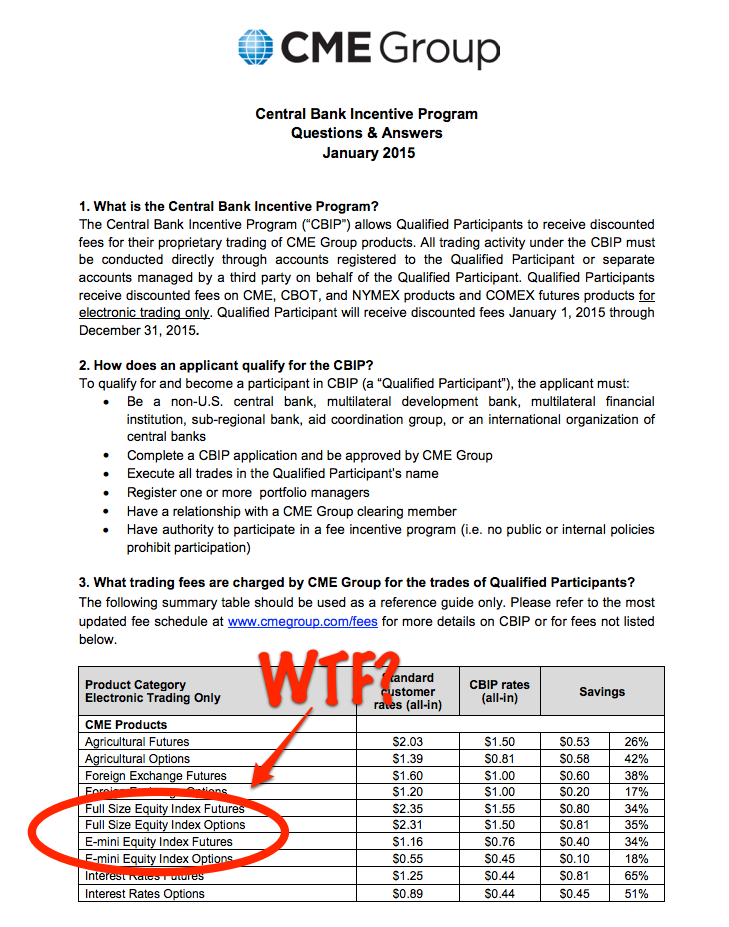 CME Group
Central Bank Incentive Program
Questions & Answers
January 2015
1. What is the Central Bank Incentive Program?
The Central Bank Incentive Program ("CBIP") allows Qualified Participants to receive discounted
fees for their proprietary trading of CME Group products. All trading activity under the CBIP must
be conducted directly through accounts registered to the Qualified Participant or separate
accounts managed by a third party on behalf of the Qualified Participant. Qualified Participants
receive discounted fees on CME, CBOT, and NYMEX products and COMEX futures products for
electronic trading only. Qualified Participant will receive discounted fees January 1, 2015 through
December 31, 2015.
2. How does an applicant qualify for the CBIP?
To qualify for and become a participant in CBIP (a “Qualified Participant”), the applicant must:
• Be a non-U.S. central bank, multilateral development bank, multilateral financial
institution, sub-regional bank, aid coordination group, or an international organization of
central banks
• Complete a CBIP application and be approved by CME Group
• Execute all trades in the Qualified Participant’s name
• Register one or more portfolio managers
• Have a relationship with a CME Group clearing member
• Have authority to participate in a fee incentive program (i.e. no public or internal policies
prohibit participation)
3. What trading fees are charged by CME Group for the trades of Qualified Participants?
The following summary table should be used as a reference guide only. Please refer to the most
updated fee schedule at www.cmegroup.com/fees for more details on CBIP or for fees not listed
below.
WTF?
Product Category
Electronic Trading Only
Standard
customer
rates (all-in)
CBIP rates
(all-in)
Savings
CME Products
Agricultural Futures $2.03 $1.50 $0.53 26%
Agricultural Options $1.39 $0.81 $0.58 42%
Foreign Exchange Futures $1.60 $1.00 $0.60 38%
Foreign Exchange Options $1.20 $1.00 $0.20 17%
Full Size Equity Index Futures $2.35 $1.55 $0.80 34%
Full Size Equity Index Options $2.31 $1.50 $0.81 35%
E-mini Equity Index Futures $1.16 $0.76 $0.40 34%
E-mini Equity Index Options $0.55 $0.45 $0.10 18%
Interest Rates Futures $1.25 $0.44 $0.81 65%
Interest Rates Options $0.89 $0.44 $0.45 51%